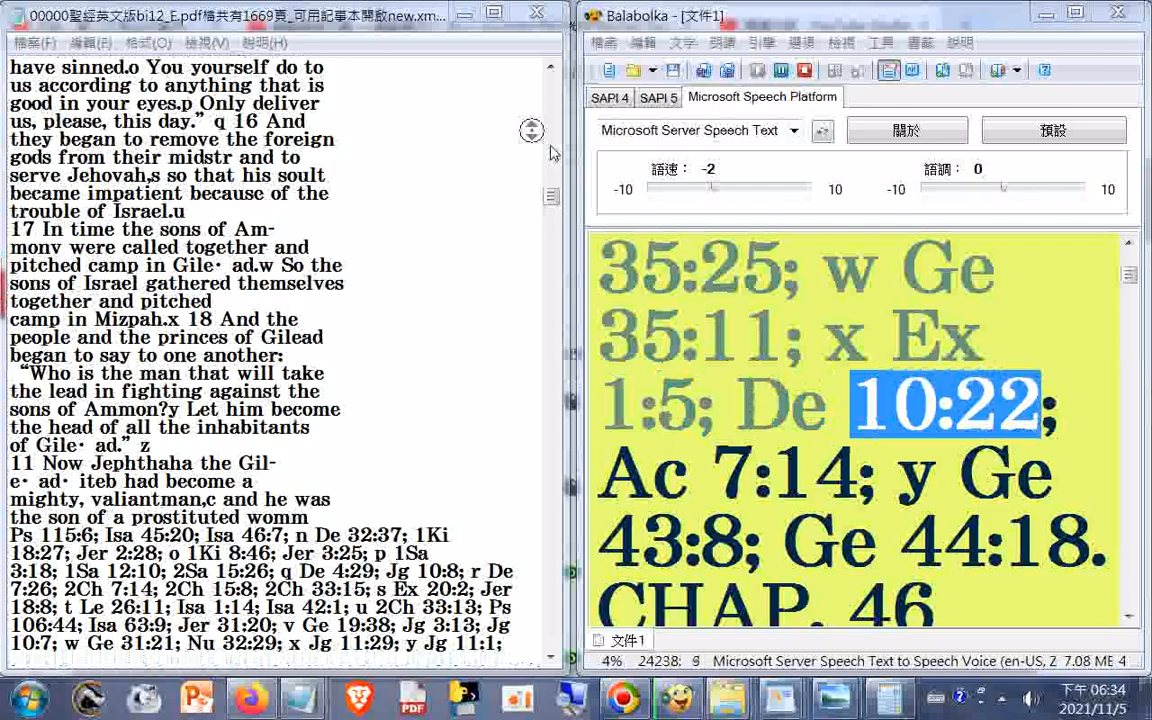 00000聖經英文版bi12_E.pdf檔共有1669頁_可用記事本開啟new.xm...
檔案(F) 編輯(E) 格式(O) 檢視(V) 說明(H)
have sinned.o You yourself do to
us according to anything that is
good in your eyes.p Only deliver
us, please, this day.” q 16 And
they began to remove the foreign
gods from their midstr and to
serve Jehovah,s so that his soult
became impatient because of the
trouble of Israel.u
17 In time the sons of Am-
monv were called together and
pitched camp in Gile· ad.w So the
sons of Israel gathered themselves
together and pitched
camp in Mizpah.x 18 And the
people and the princes of Gilead
began to say to one another:
“Who is the man that will take
the lead in fighting against the
sons of Ammon?y Let him become
the head of all the inhabitants
of Gile· ad.” z
11 Now Jephthaha the Gil-
e· ad· iteb had become a
mighty, valiantman,c and he was
the son of a prostituted womm
Ps 115:6; Isa 45:20; Isa 46:7; n De 32:37; 1Ki
18:27; Jer 2:28; o 1Ki 8:46; Jer 3:25; p 1Sa
3:18; 1Sa 12:10; 2Sa 15:26; q De 4:29; Jg 10:8; r De
7:26; 2Ch 7:14; 2Ch 15:8; 2Ch 33:15; s Ex 20:2; Jer
18:8; t Le 26:11; Isa 1:14; Isa 42:1; u 2Ch 33:13; Ps
106:44; Isa 63:9; Jer 31:20; v Ge 19:38; Jg 3:13; Jg
10:7; w Ge 31:21; Nu 32:29; x Jg 11:29; y Jg 11:1;
Balabolka - [文件1]
檔案 編輯 文字 朗讀 引擎 選項 檢視 工具 書籤 說明
SAPI 4 SAPI 5 Microsoft Speech Platform
Microsoft Server Speech Text 關於 預設
語速： -2 語調： 0
-10 10 -10 10
35:25; w Ge
35:11; x Ex
1:5; De 10:22;
Ac 7:14; y Ge
43:8; Ge 44:18.
CHAP. 46
文件1
4% 24238: 9 Microsoft Server Speech Text to Speech Voice (en-US, Z 7.08 MB 4
PDF
下午 06:34
2021/11/5